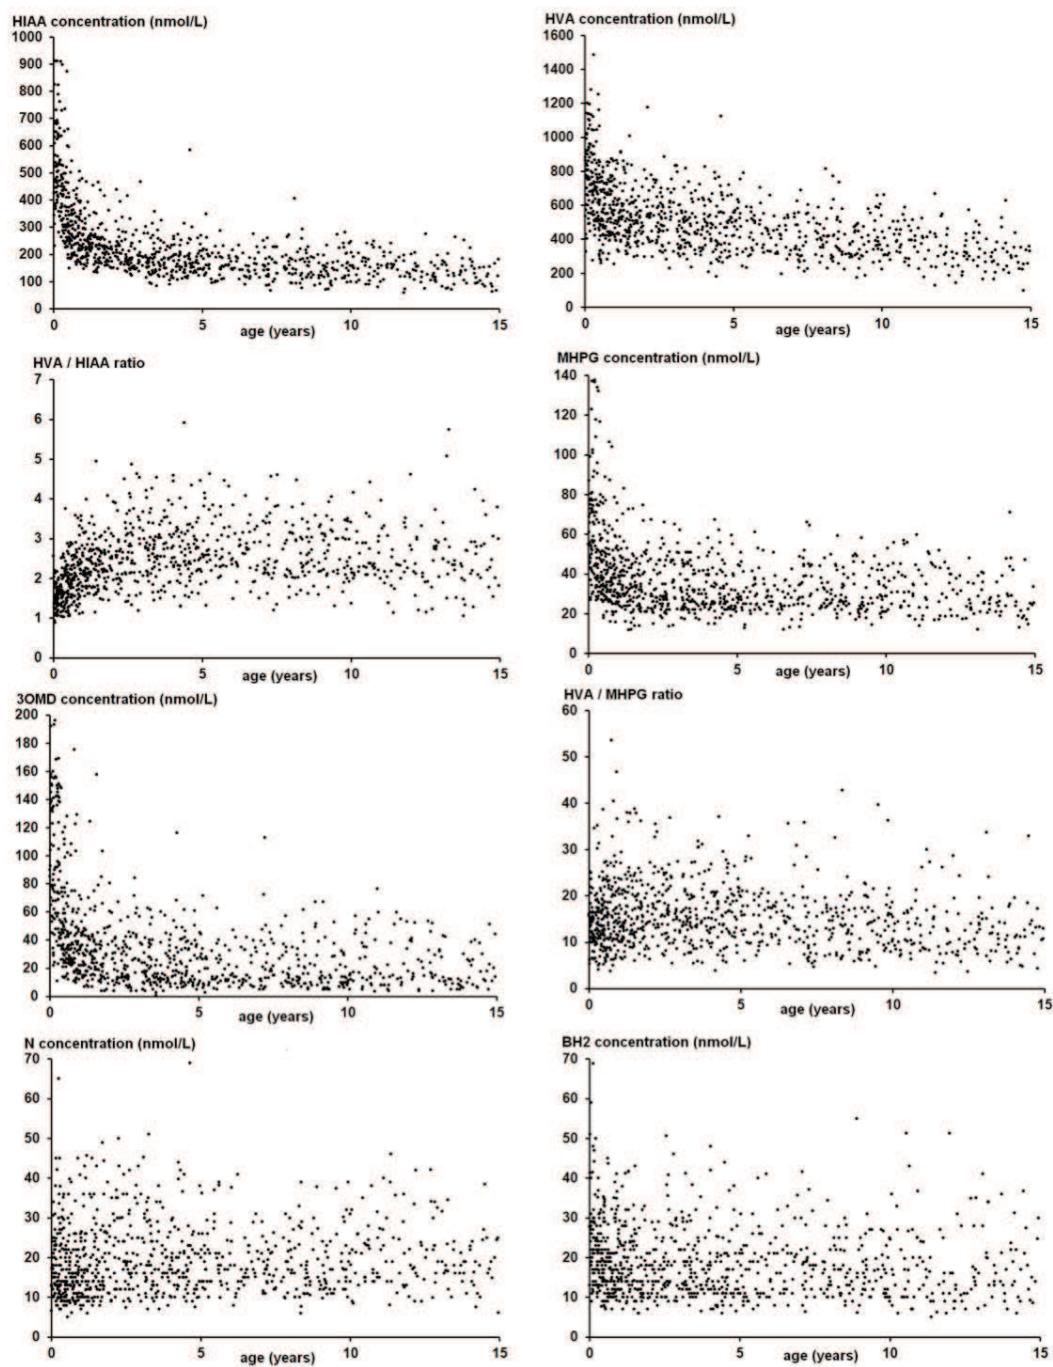 HIAA concentration (nmol/L)
1000
900
800
700
600
500
400
300
200
100
0
0 5 10 15
age (years)
HVA concentration (nmol/L)
1600
1400
1200
1000
800
600
400
200
0
0 5 10 15
age (years)
HVA / HIAA ratio
7
6
5
4
3
2
1
0
0 5 10 15
age (years)
MHPG concentration (nmol/L)
140
120
100
80
60
40
20
0
0 5 10 15
age (years)
3OMD concentration (nmol/L)
200
180
160
140
120
100
80
60
40
20
0
0 5 10 15
age (years)
HVA / MHPG ratio
60
50
40
30
20
10
0
0 5 10 15
age (years)
N concentration (nmol/L)
70
60
50
40
30
20
10
0
0 5 10 15
age (years)
BH2 concentration (nmol/L)
70
60
50
40
30
20
10
0
0 5 10 15
age (years)